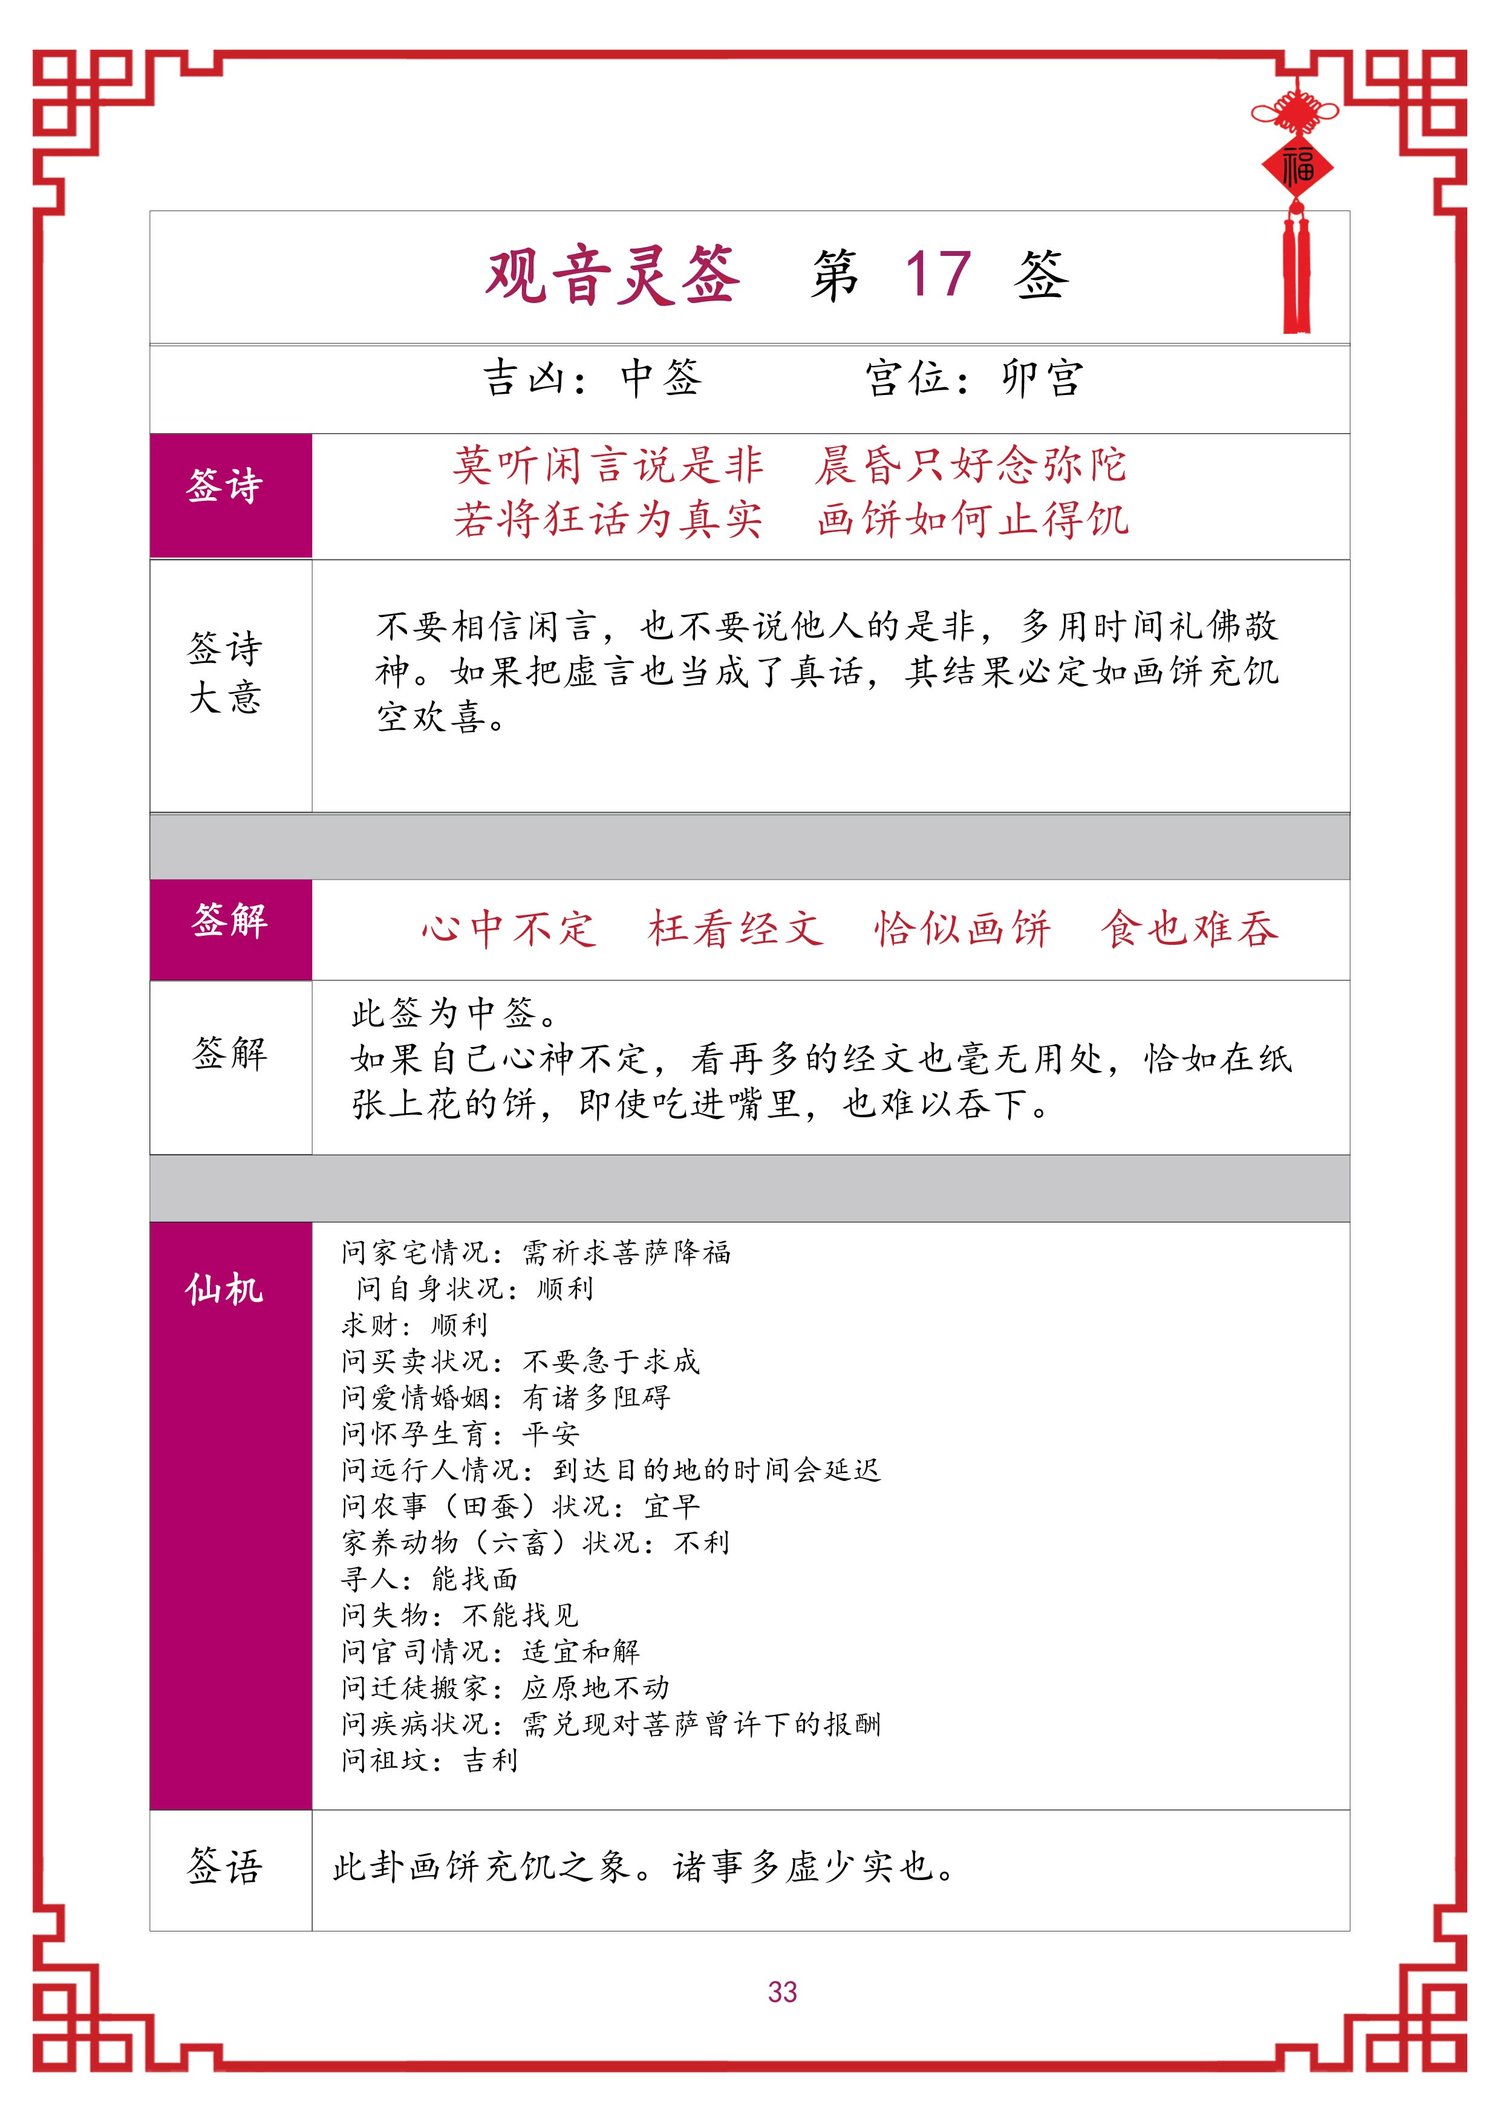 福
观音灵签 第 17 签
吉凶：中签 宫位：卯宫
签诗
莫听闲言说是非 晨昏只好念弥陀
若将狂话为真实 画饼如何止得饥
签诗
大意
不要相信闲言，也不要说他人的是非，多用时间礼佛敬
神。如果把虚言也当成了真话，其结果必定如画饼充饥
空欢喜。
签解
心中不定 枉看经文 恰似画饼 食也难吞
签解
此签为中签。
如果自己心神不定，看再多的经文也毫无用处，恰如在纸
张上花的饼，即使吃进嘴里，也难以吞下。
仙机
问家宅情况：需祈求菩萨降福
问自身状况：顺利
求财：顺利
问买卖状况：不要急于求成
问爱情婚姻：有诸多阻碍
问怀孕生育：平安
问远行人情况：到达目的地的时间会延迟
问农事（田蚕）状况：宜早
家养动物（六畜）状况：不利
寻人：能找面
问失物：不能找见
问官司情况：适宜和解
问迁徒搬家：应原地不动
问疾病状况：需兑现对菩萨曾许下的报酬
问祖坟：吉利
签语
此卦画饼充饥之象。诸事多虚少实也。
33